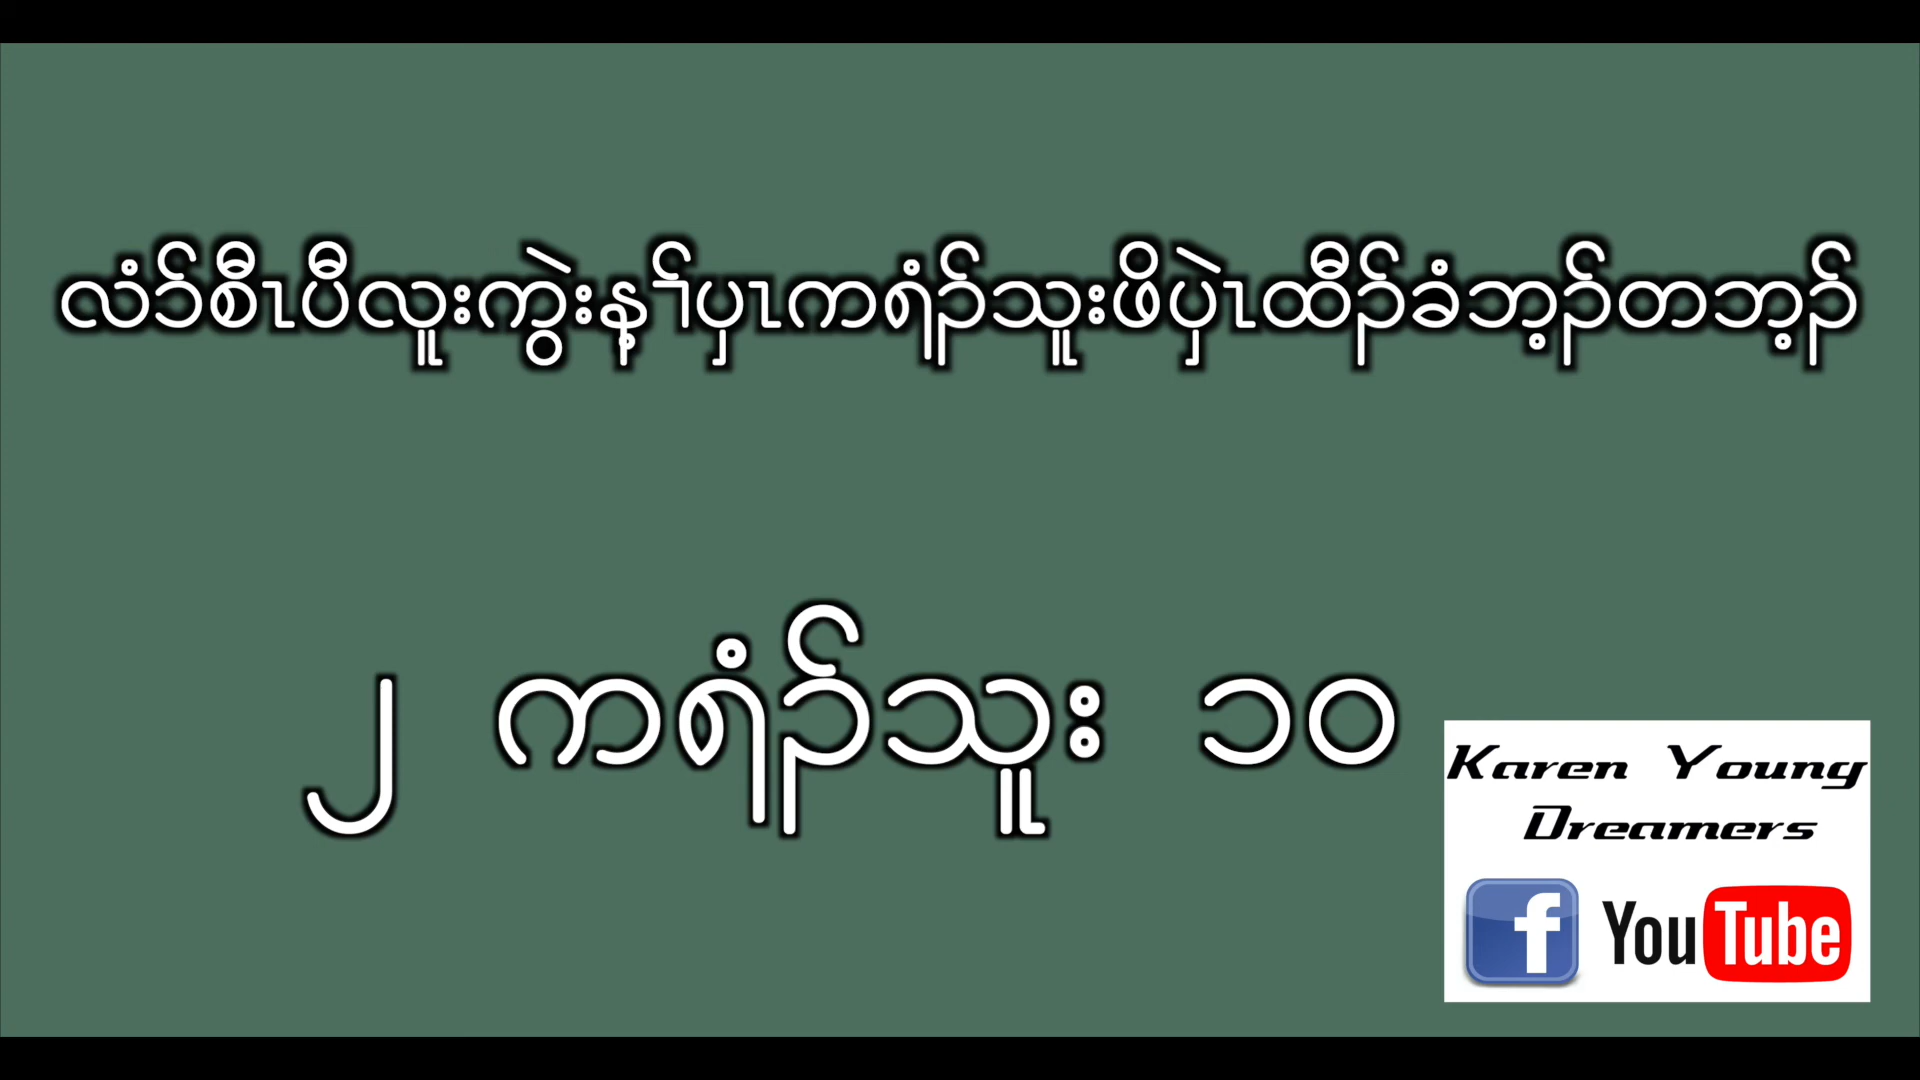 လံာ်စီၤပီလူးကွဲးန့ၢ်ပှၤကရံၣ်သူးဖိပှဲၤထီၣ်ခံဘ့ၣ်တဘ့ၣ်
၂ ကရံၣ်သူး ၁၀
Karen Young
Dreamers
f YouTube